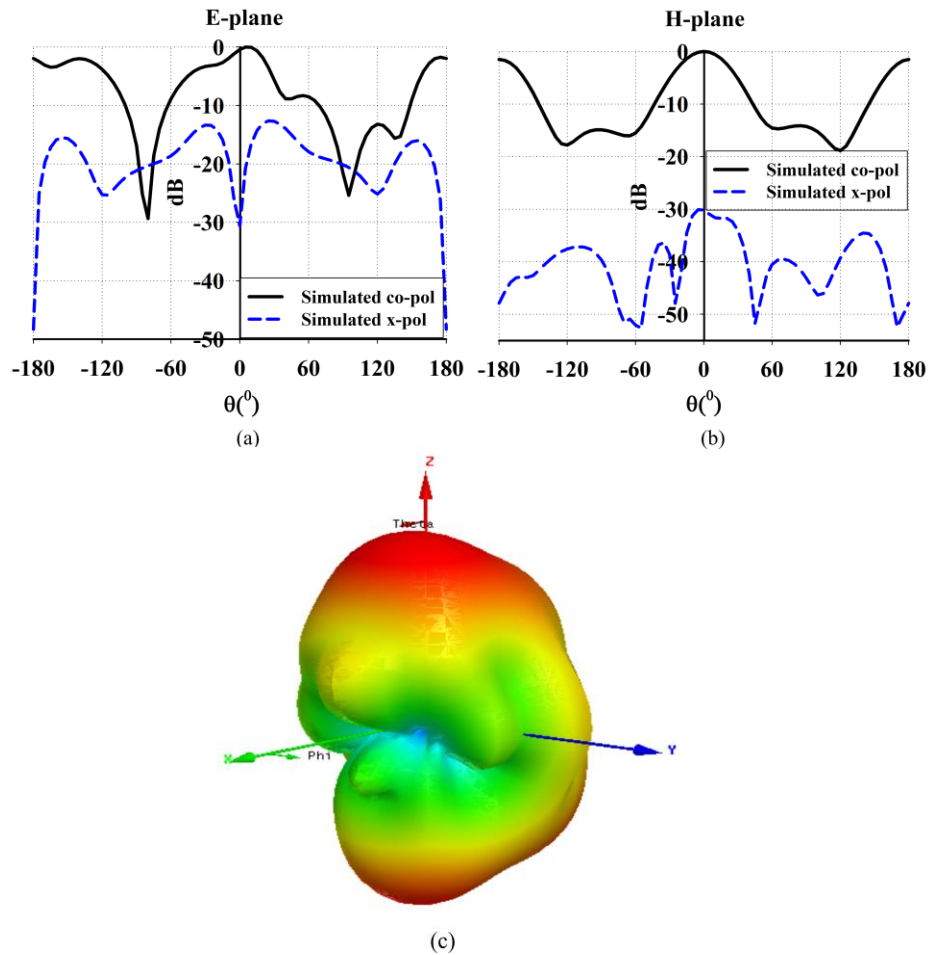 E-plane
0
-10
-20
-30
-40
-50
dB
Simulated co-pol
Simulated x-pol
-180 -120 -60 0 60 120 180
θ(⁰)
(a)
H-plane
0
-10
-20
-30
-40
-50
dB
Simulated co-pol
Simulated x-pol
-180 -120 -60 0 60 120 180
θ(⁰)
(b)
Z
Theta
X
Phi
Y
(c)